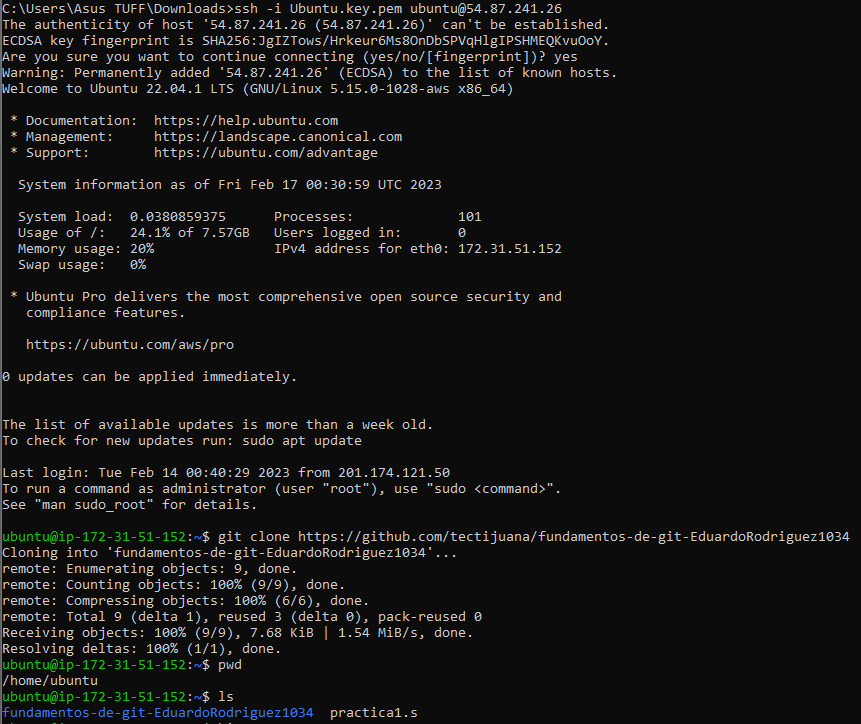 C:\Users\Asus TUFF\Downloads>ssh -i Ubuntu.key.pem ubuntu@54.87.241.26
The authenticity of host '54.87.241.26 (54.87.241.26)' can't be established.
ECDSA key fingerprint is SHA256:JgIZTows/Hrkeur6Ms8OnDbSPVqHlgIPSHMEQKvuOoY.
Are you sure you want to continue connecting (yes/no/[fingerprint])? yes
Warning: Permanently added '54.87.241.26' (ECDSA) to the list of known hosts.
Welcome to Ubuntu 22.04.1 LTS (GNU/Linux 5.15.0-1028-aws x86_64)
* Documentation:  https://help.ubuntu.com
* Management:     https://landscape.canonical.com
* Support:        https://ubuntu.com/advantage
System information as of Fri Feb 17 00:30:59 UTC 2023
System load:  0.0380859375      Processes:             101
Usage of /:   24.1% of 7.57GB   Users logged in:       0
Memory usage: 20%               IPv4 address for eth0: 172.31.51.152
Swap usage:   0%
* Ubuntu Pro delivers the most comprehensive open source security and
compliance features.
https://ubuntu.com/aws/pro
0 updates can be applied immediately.
The list of available updates is more than a week old.
To check for new updates run: sudo apt update
Last login: Tue Feb 14 00:40:29 2023 from 201.174.121.50
To run a command as administrator (user "root"), use "sudo <command>".
See "man sudo_root" for details.
ubuntu@ip-172-31-51-152:~$ git clone https://github.com/tectijuana/fundamentos-de-git-EduardoRodriguez1034
Cloning into 'fundamentos-de-git-EduardoRodriguez1034'...
remote: Enumerating objects: 9, done.
remote: Counting objects: 100% (9/9), done.
remote: Compressing objects: 100% (6/6), done.
remote: Total 9 (delta 1), reused 3 (delta 0), pack-reused 0
Receiving objects: 100% (9/9), 7.68 KiB | 1.54 MiB/s, done.
Resolving deltas: 100% (1/1), done.
ubuntu@ip-172-31-51-152:~$ pwd
/home/ubuntu
ubuntu@ip-172-31-51-152:~$ ls
fundamentos-de-git-EduardoRodriguez1034  practica1.s